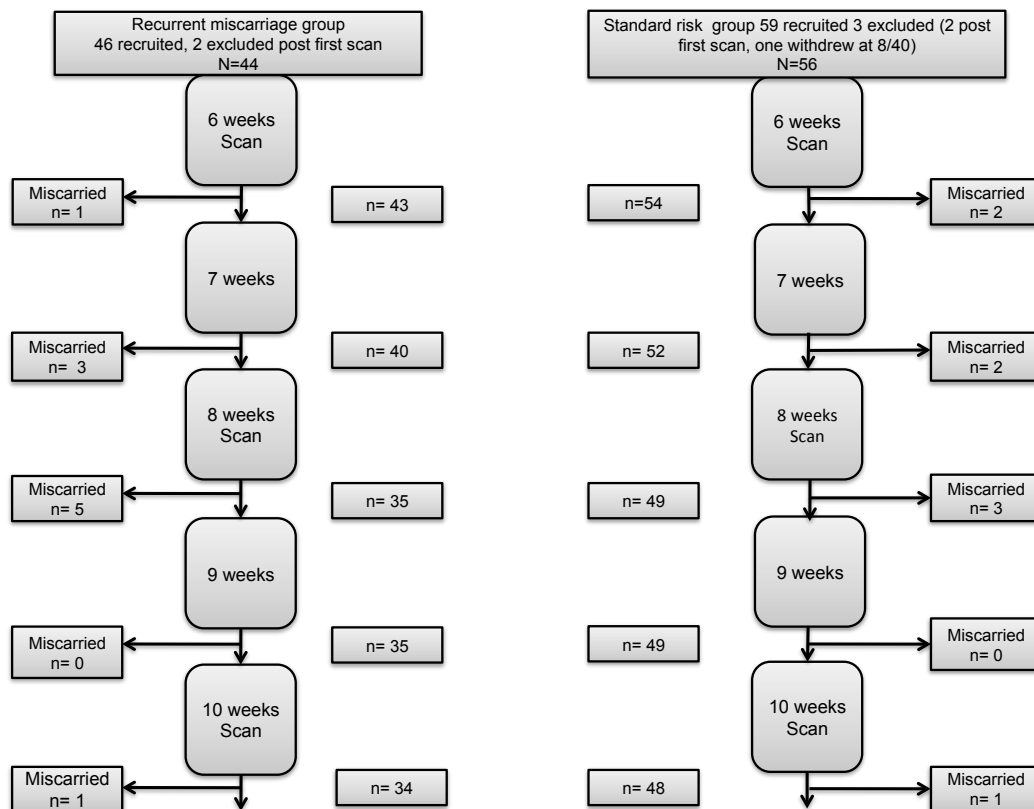 Recurrent miscarriage group
46 recruited, 2 excluded post first scan
N=44
6 weeks
Scan
Miscarried
n= 1
n= 43
7 weeks
Miscarried
n= 3
n= 40
8 weeks
Scan
Miscarried
n= 5
n= 35
9 weeks
Miscarried
n= 0
n= 35
10 weeks
Scan
Miscarried
n= 1
n= 34
Standard risk group 59 recruited 3 excluded (2 post
first scan, one withdrew at 8/40)
N=56
6 weeks
Scan
n=54
Miscarried
n= 2
7 weeks
n= 52
Miscarried
n= 2
8 weeks
Scan
n= 49
Miscarried
n= 3
9 weeks
n= 49
Miscarried
n= 0
10 weeks
Scan
n= 48
Miscarried
n= 1